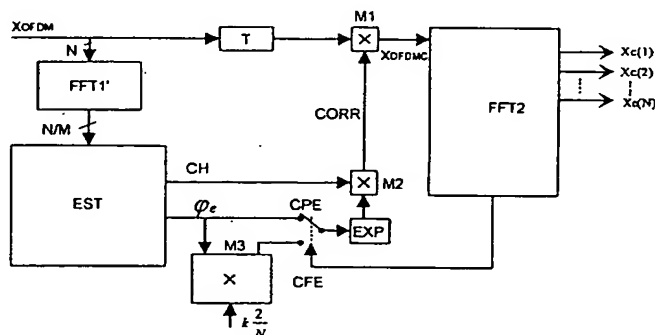 XOFDM
M1
N
T
×
XOFDMC
Xc(1)
Xc(2)
Xc(N)
FFT1'
FFT2
N/M
CORR
CH
×
M2
EST
φe
CPE
EXP
M3
×
CFE
k 2/N